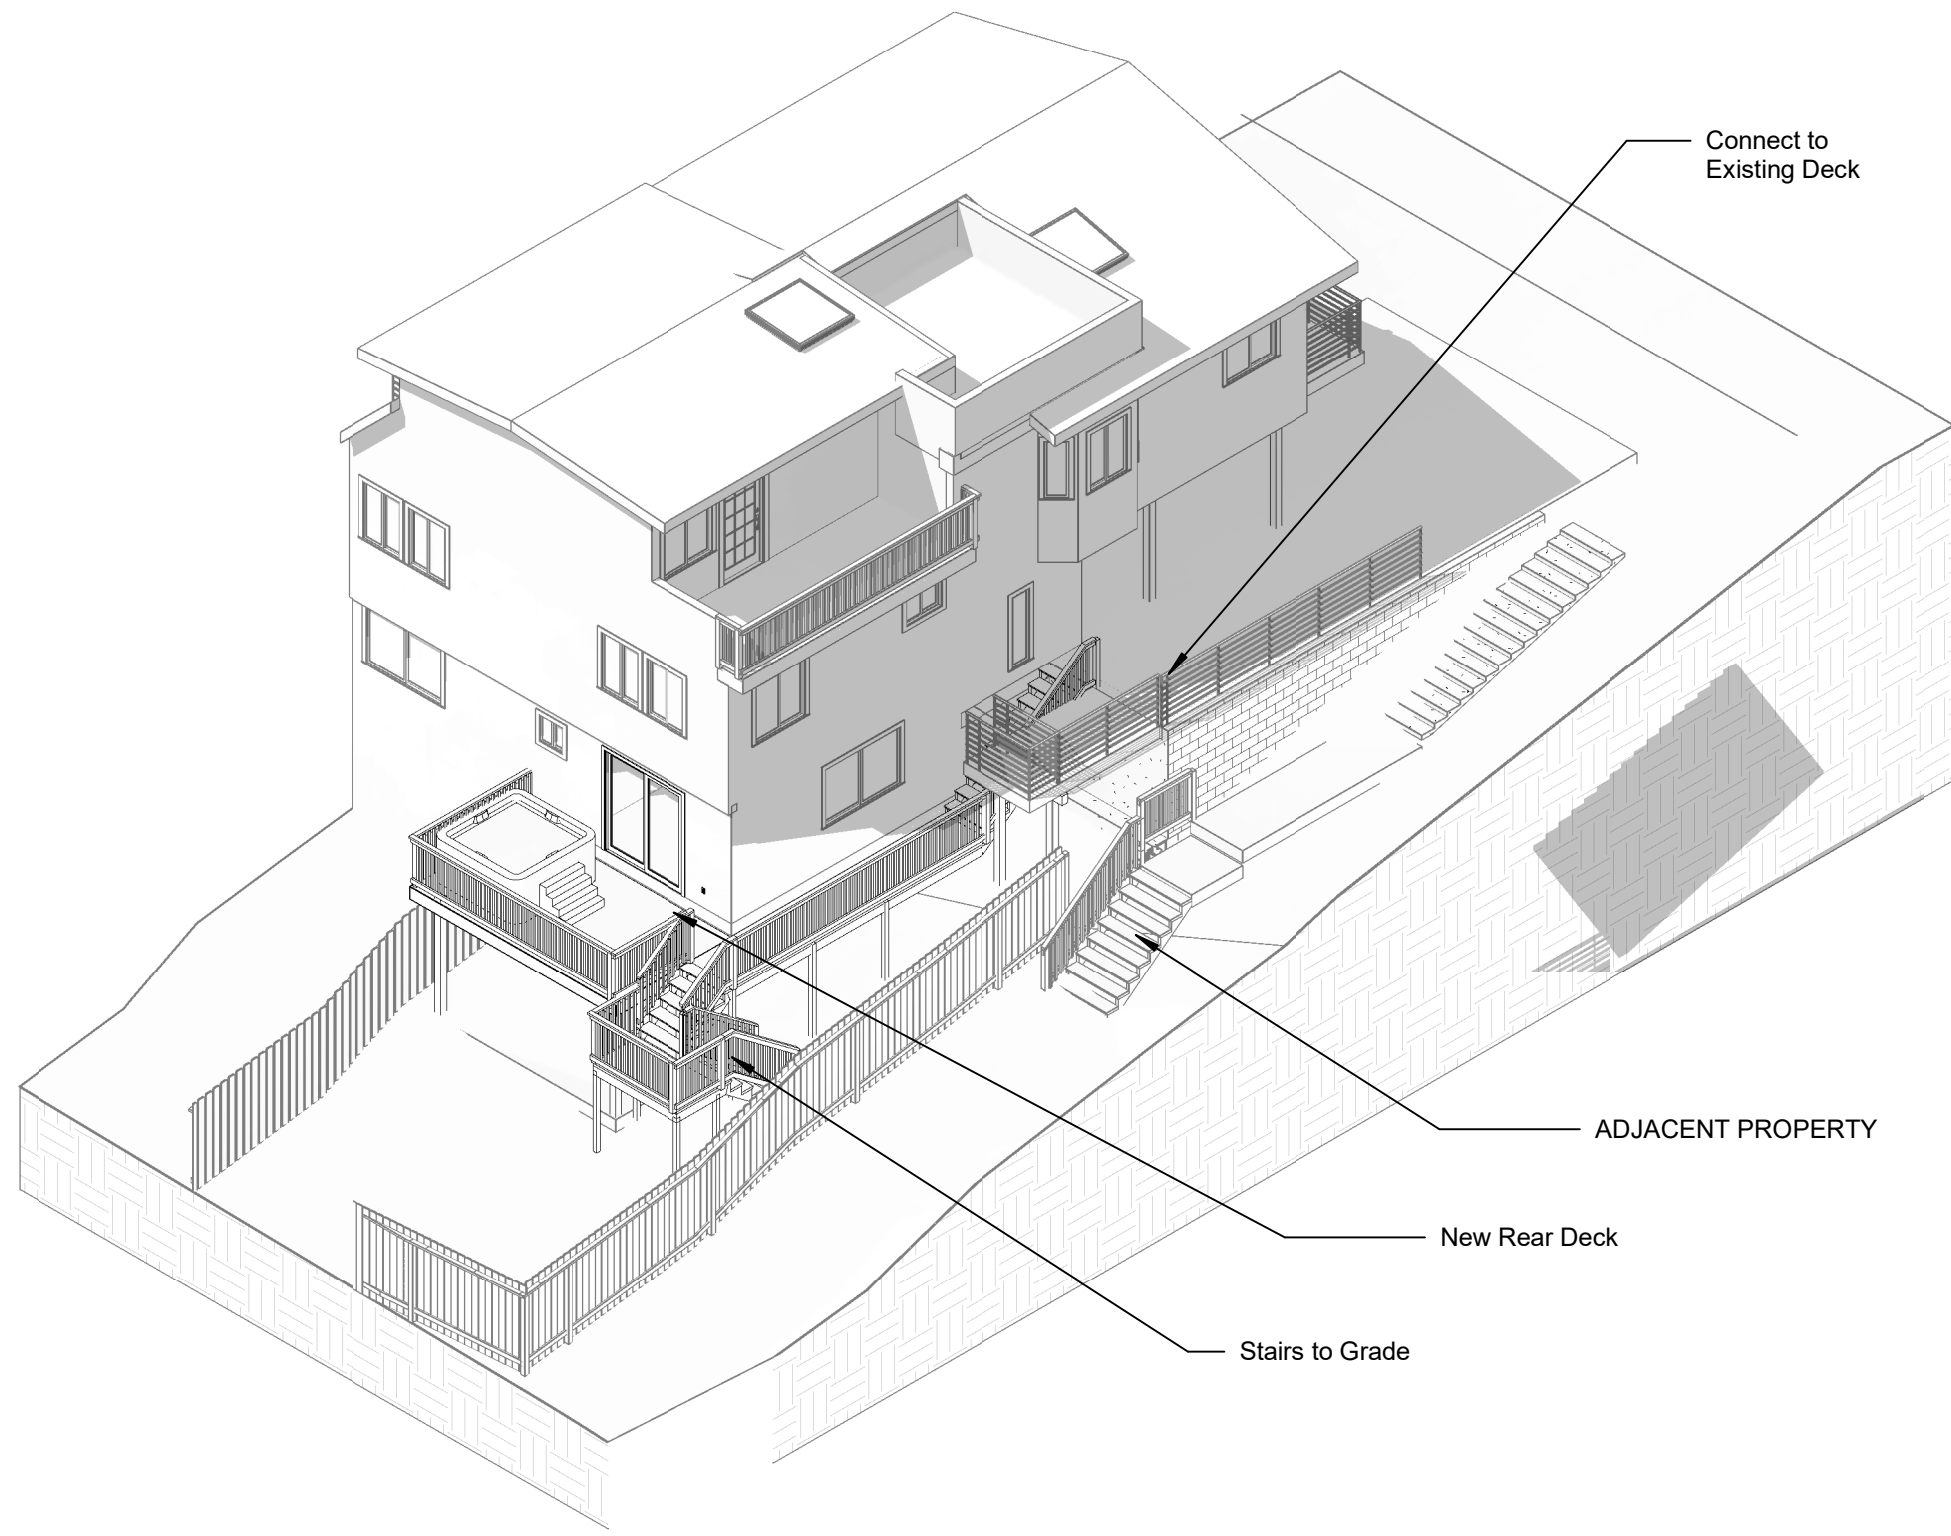 Connect to
Existing Deck
ADJACENT PROPERTY
New Rear Deck
Stairs to Grade